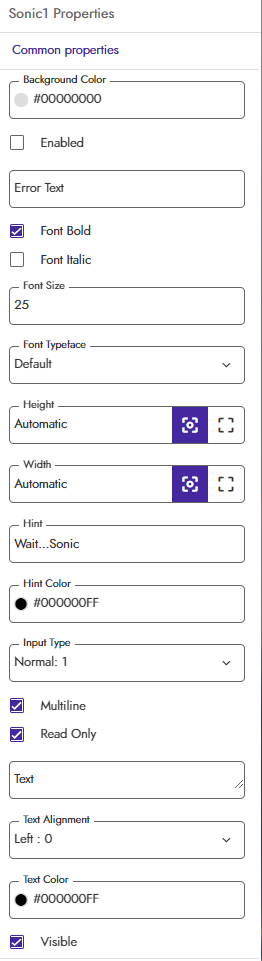 Sonic1 Properties
Common properties
Background Color
#00000000
Enabled
Error Text
Font Bold
Font Italic
Font Size
25
Font Typeface
Default
Height
Automatic
Width
Automatic
Hint
Wait...Sonic
Hint Color
#000000FF
Input Type
Normal: 1
Multiline
Read Only
Text
Text Alignment
Left : 0
Text Color
#000000FF
Visible